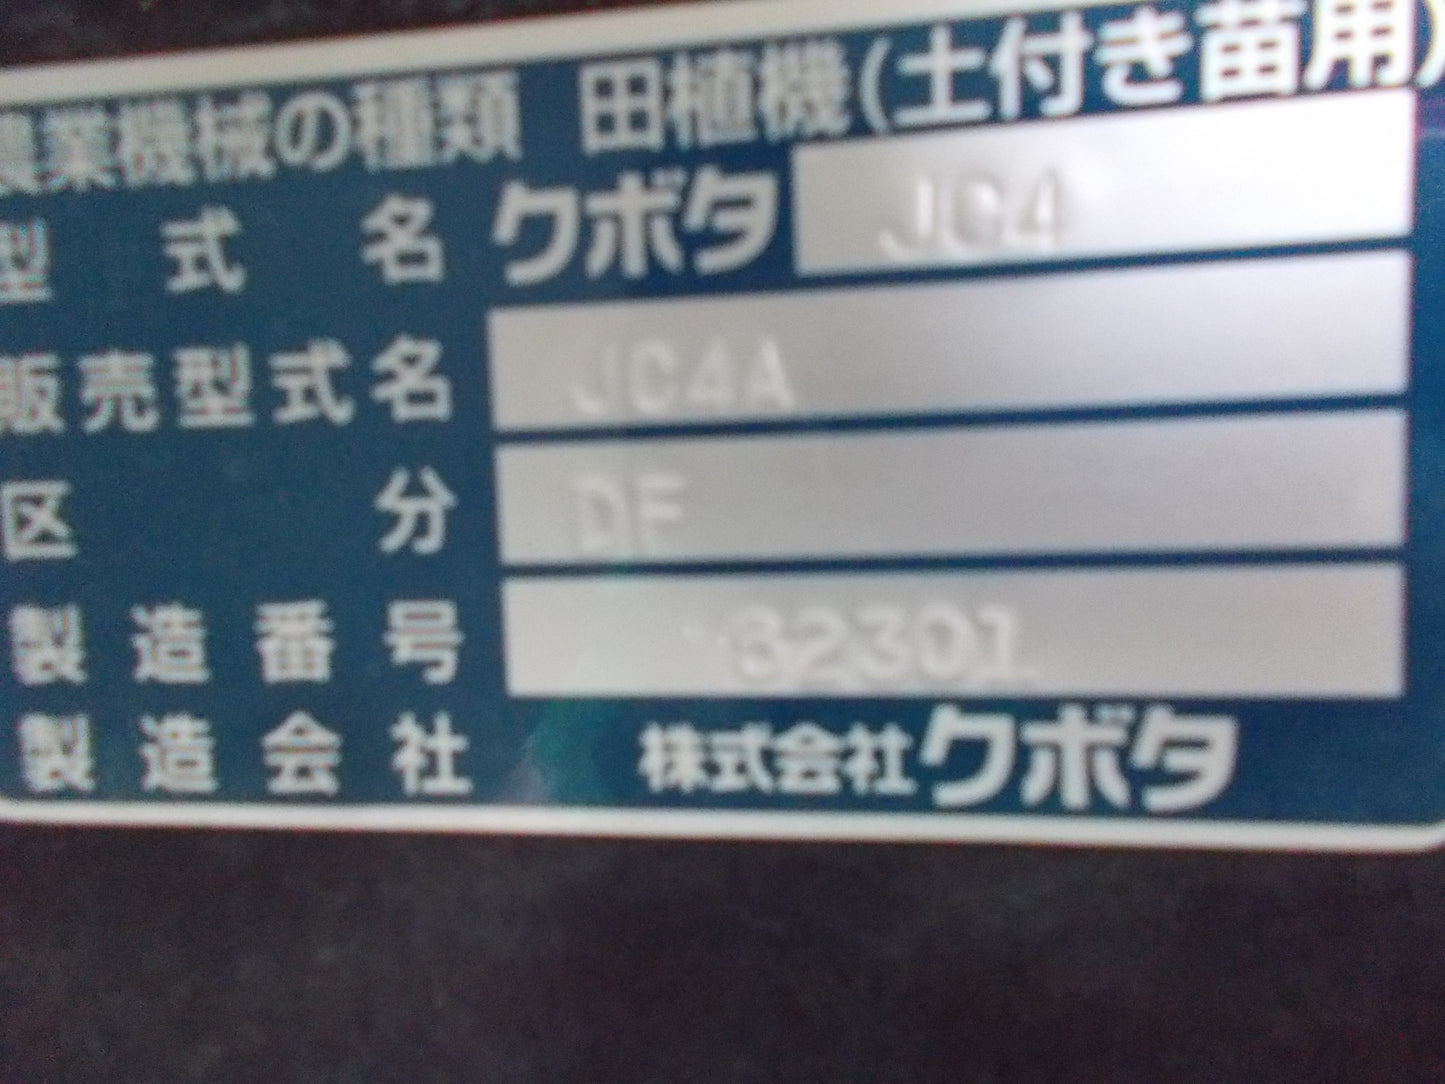 農業機械の種類 田植機(土付き苗用)
型式名 クボタ JC4
販売型式名 JC4A
区分 DF
製造番号 32301
製造会社 株式会社クボタ